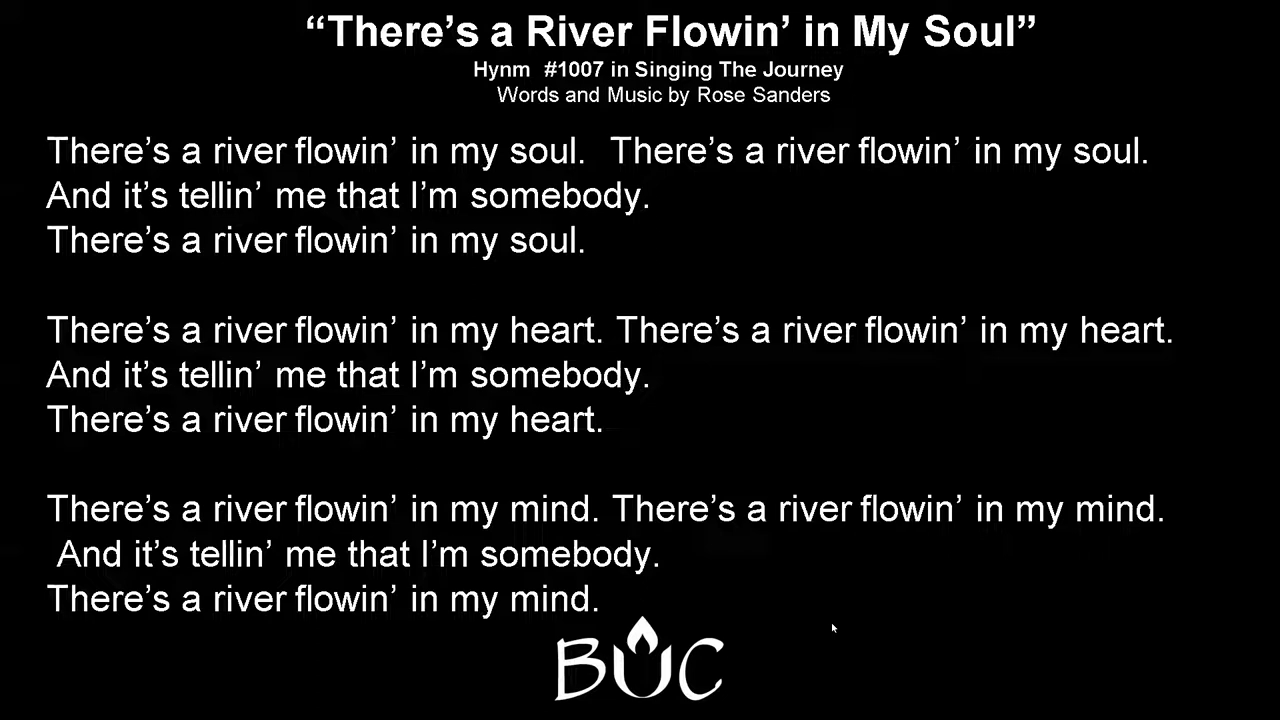 “There’s a River Flowin’ in My Soul”
Hynm #1007 in Singing The Journey
Words and Music by Rose Sanders
There’s a river flowin’ in my soul. There’s a river flowin’ in my soul.
And it’s tellin’ me that I’m somebody.
There’s a river flowin’ in my soul.
There’s a river flowin’ in my heart. There’s a river flowin’ in my heart.
And it’s tellin’ me that I’m somebody.
There’s a river flowin’ in my heart.
There’s a river flowin’ in my mind. There’s a river flowin’ in my mind.
And it’s tellin’ me that I’m somebody.
There’s a river flowin’ in my mind.
BUC